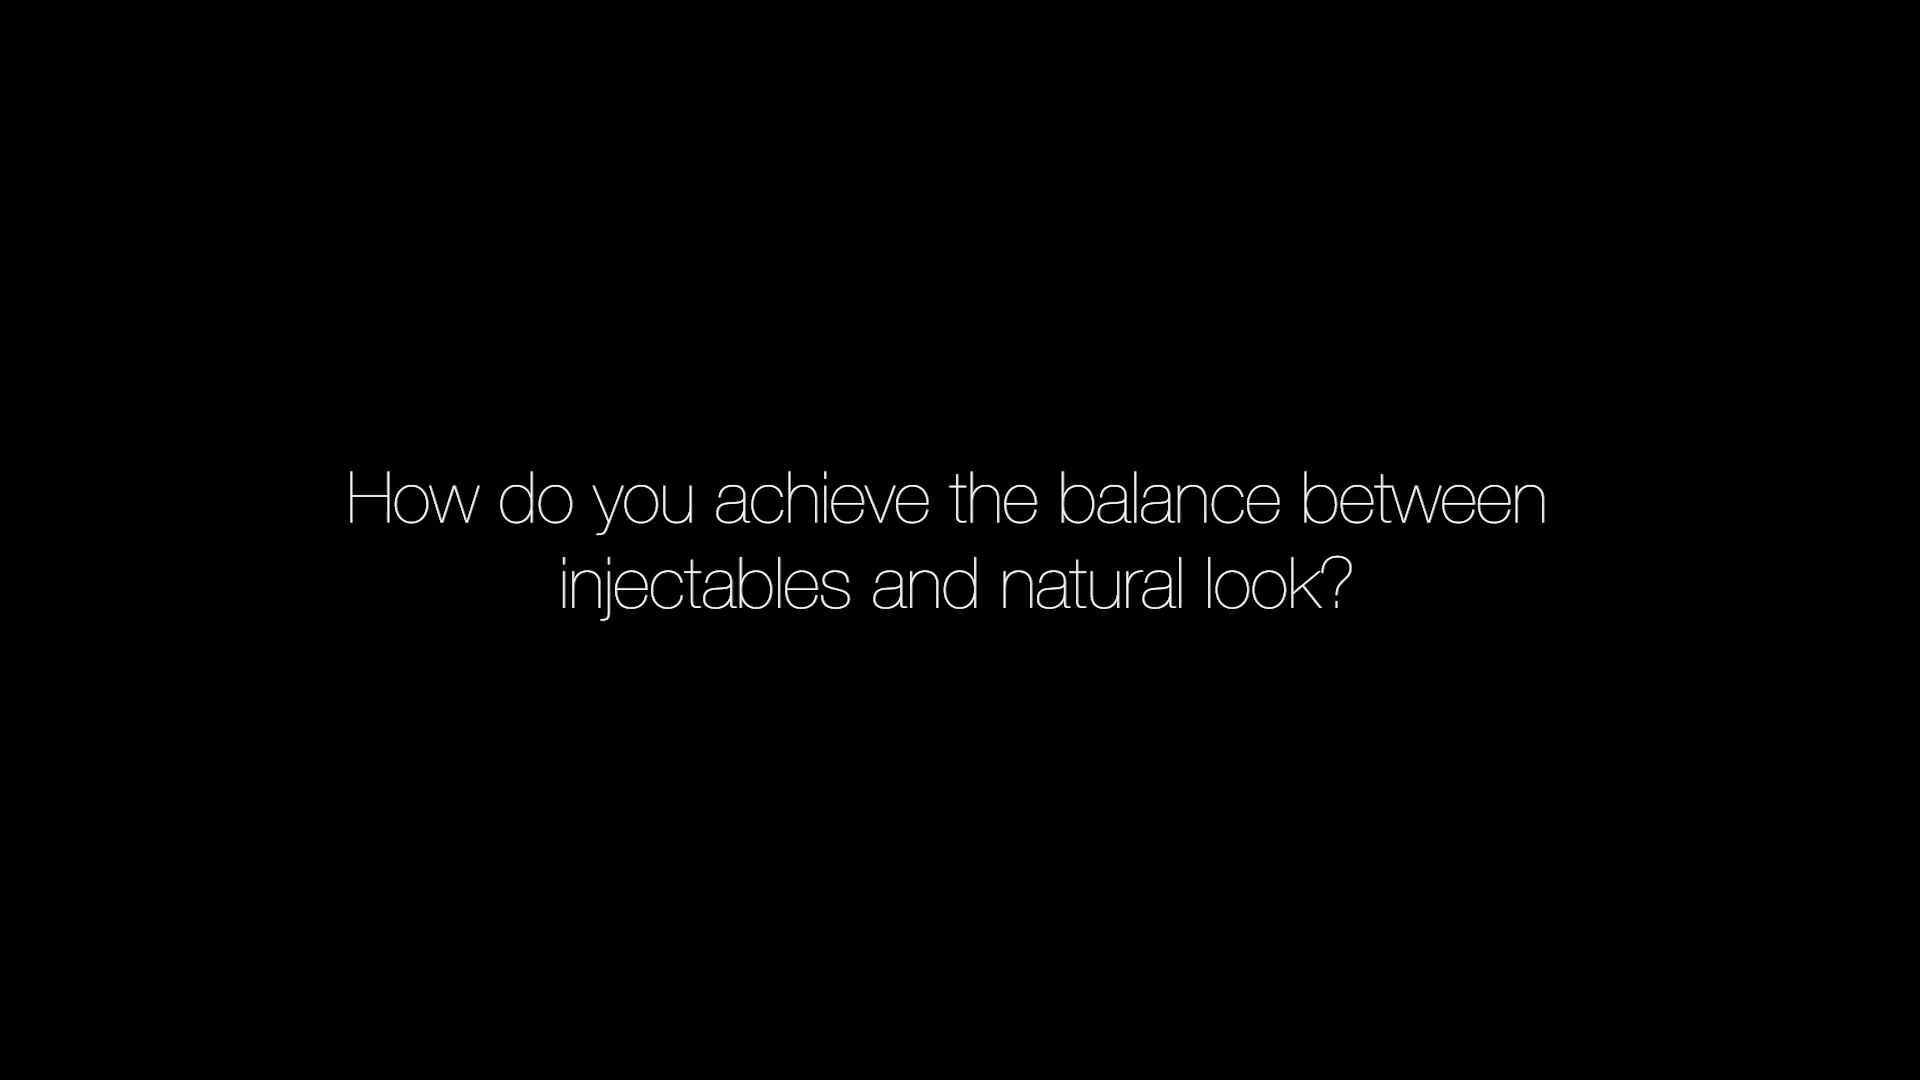 How do you achieve the balance between
injectables and natural look?